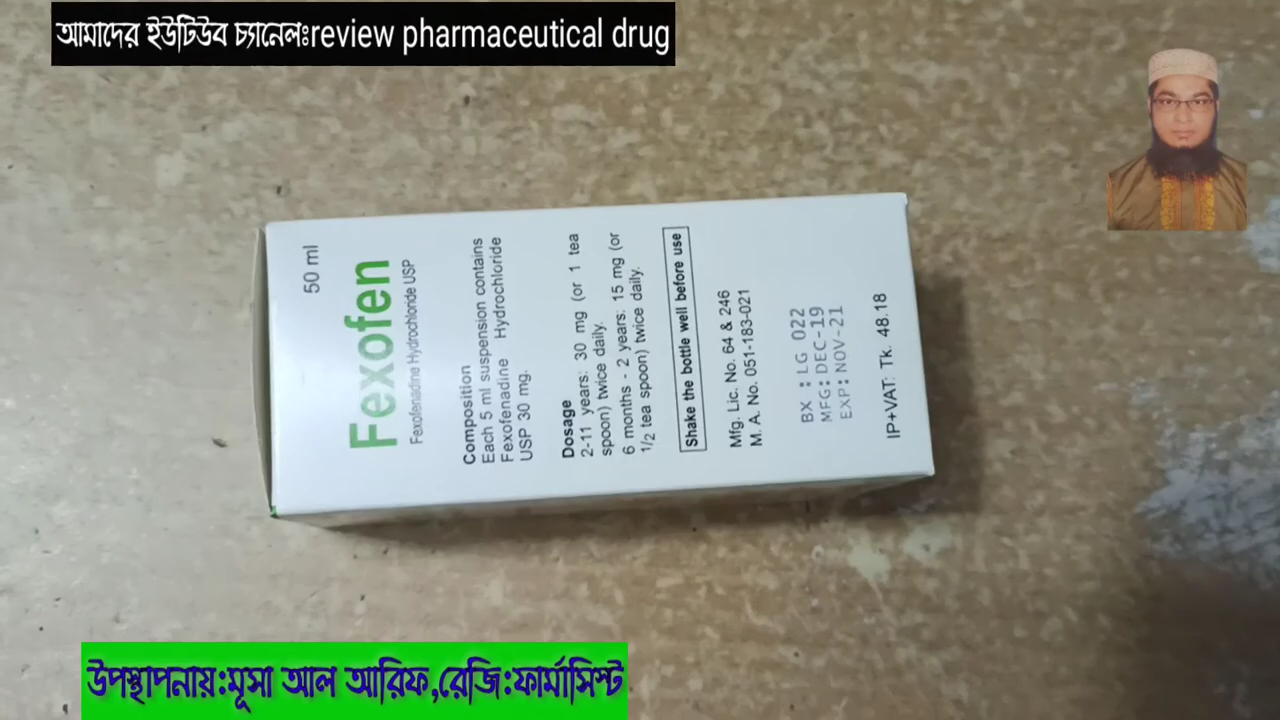 আমাদের ইউটিউব চ্যানেলঃreview pharmaceutical drug
50 ml
Fexofen
Fexofenadine Hydrochloride USP
Composition
Each 5 ml suspension contains
Fexofenadine Hydrochloride
USP 30 mg.
Dosage
2-11 years: 30 mg (or 1 tea
spoon) twice daily.
6 months - 2 years: 15 mg (or
1/2 tea spoon) twice daily.
Shake the bottle well before use
Mfg. Lic. No. 64 & 246
M. A. No. 051-183-021
BX : LG 022
MFG: DEC-19
EXP: NOV-21
IP+VAT: Tk. 48.18
উপস্থাপনায়:মূসা আল আরিফ,রেজি:ফার্মাসিস্ট